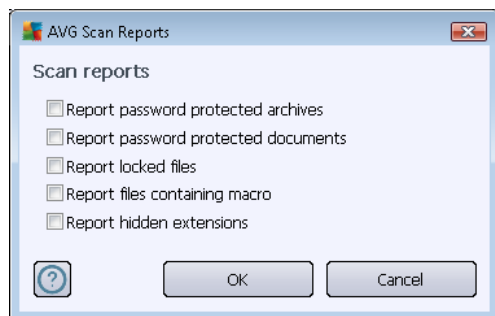 AVG Scan Reports
Scan reports
Report password protected archives
Report password protected documents
Report locked files
Report files containing macro
Report hidden extensions
?
OK
Cancel